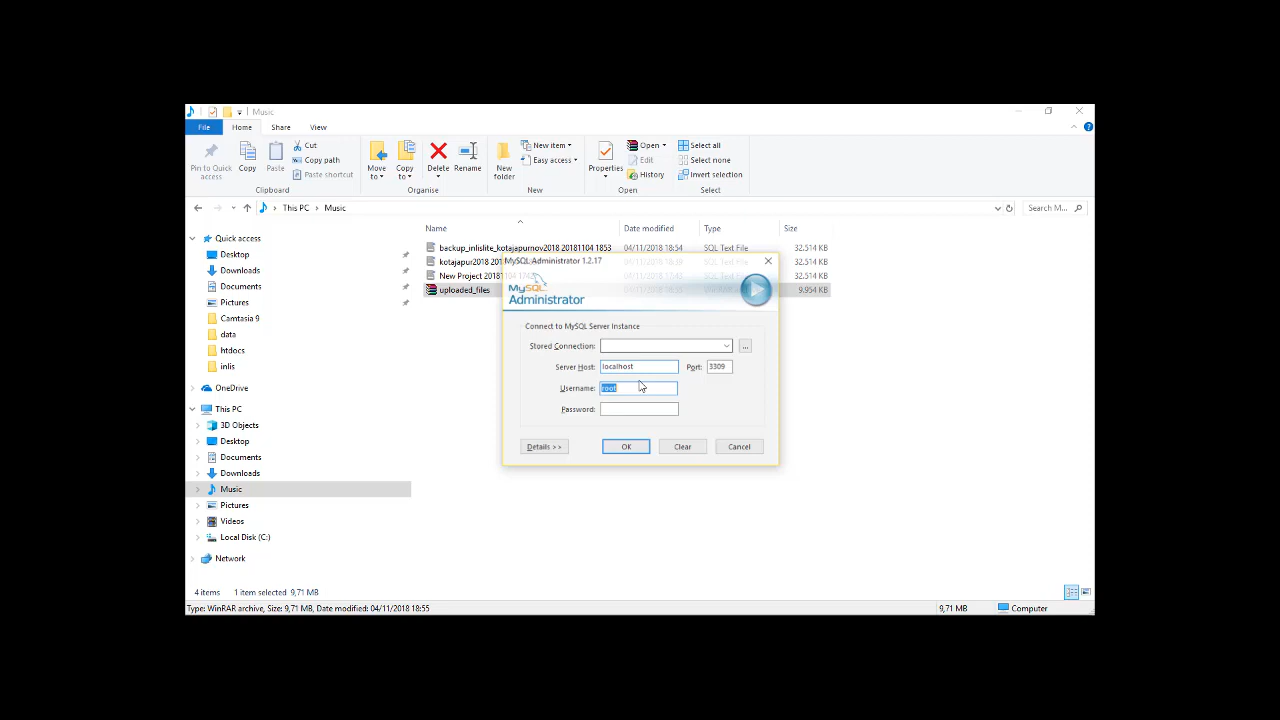 Music
File Home Share View
Pin to Quick access
Copy
Paste
Cut
Copy path
Paste shortcut
Clipboard
Move to
Copy to
Delete
Rename
Organise
New folder
New item
Easy access
New
Properties
Open
Edit
History
Open
Select all
Select none
Invert selection
Select
This PC > Music
Search M...
Quick access
Desktop
Downloads
Documents
Pictures
Camtasia 9
data
htdocs
inlis
OneDrive
This PC
3D Objects
Desktop
Documents
Downloads
Music
Pictures
Videos
Local Disk (C:)
Network
Name Date modified Type Size
backup_inlislite_kotajapurnov2018 20181104 1853 04/11/2018 18:54 SQL Text File 32.514 KB
kotajapur2018 SQL Text File 32.514 KB
New Project 20181104 SQL Text File 32.514 KB
uploaded_files 9.954 KB
MySQL Administrator 1.2.17
MySQL
Administrator
Connect to MySQL Server Instance
Stored Connection: ...
Server Host: localhost Port: 3309
Username: root
Password:
Details >> OK Clear Cancel
4 items 1 item selected 9,71 MB
Type: WinRAR archive, Size: 9,71 MB, Date modified: 04/11/2018 18:55 9,71 MB Computer